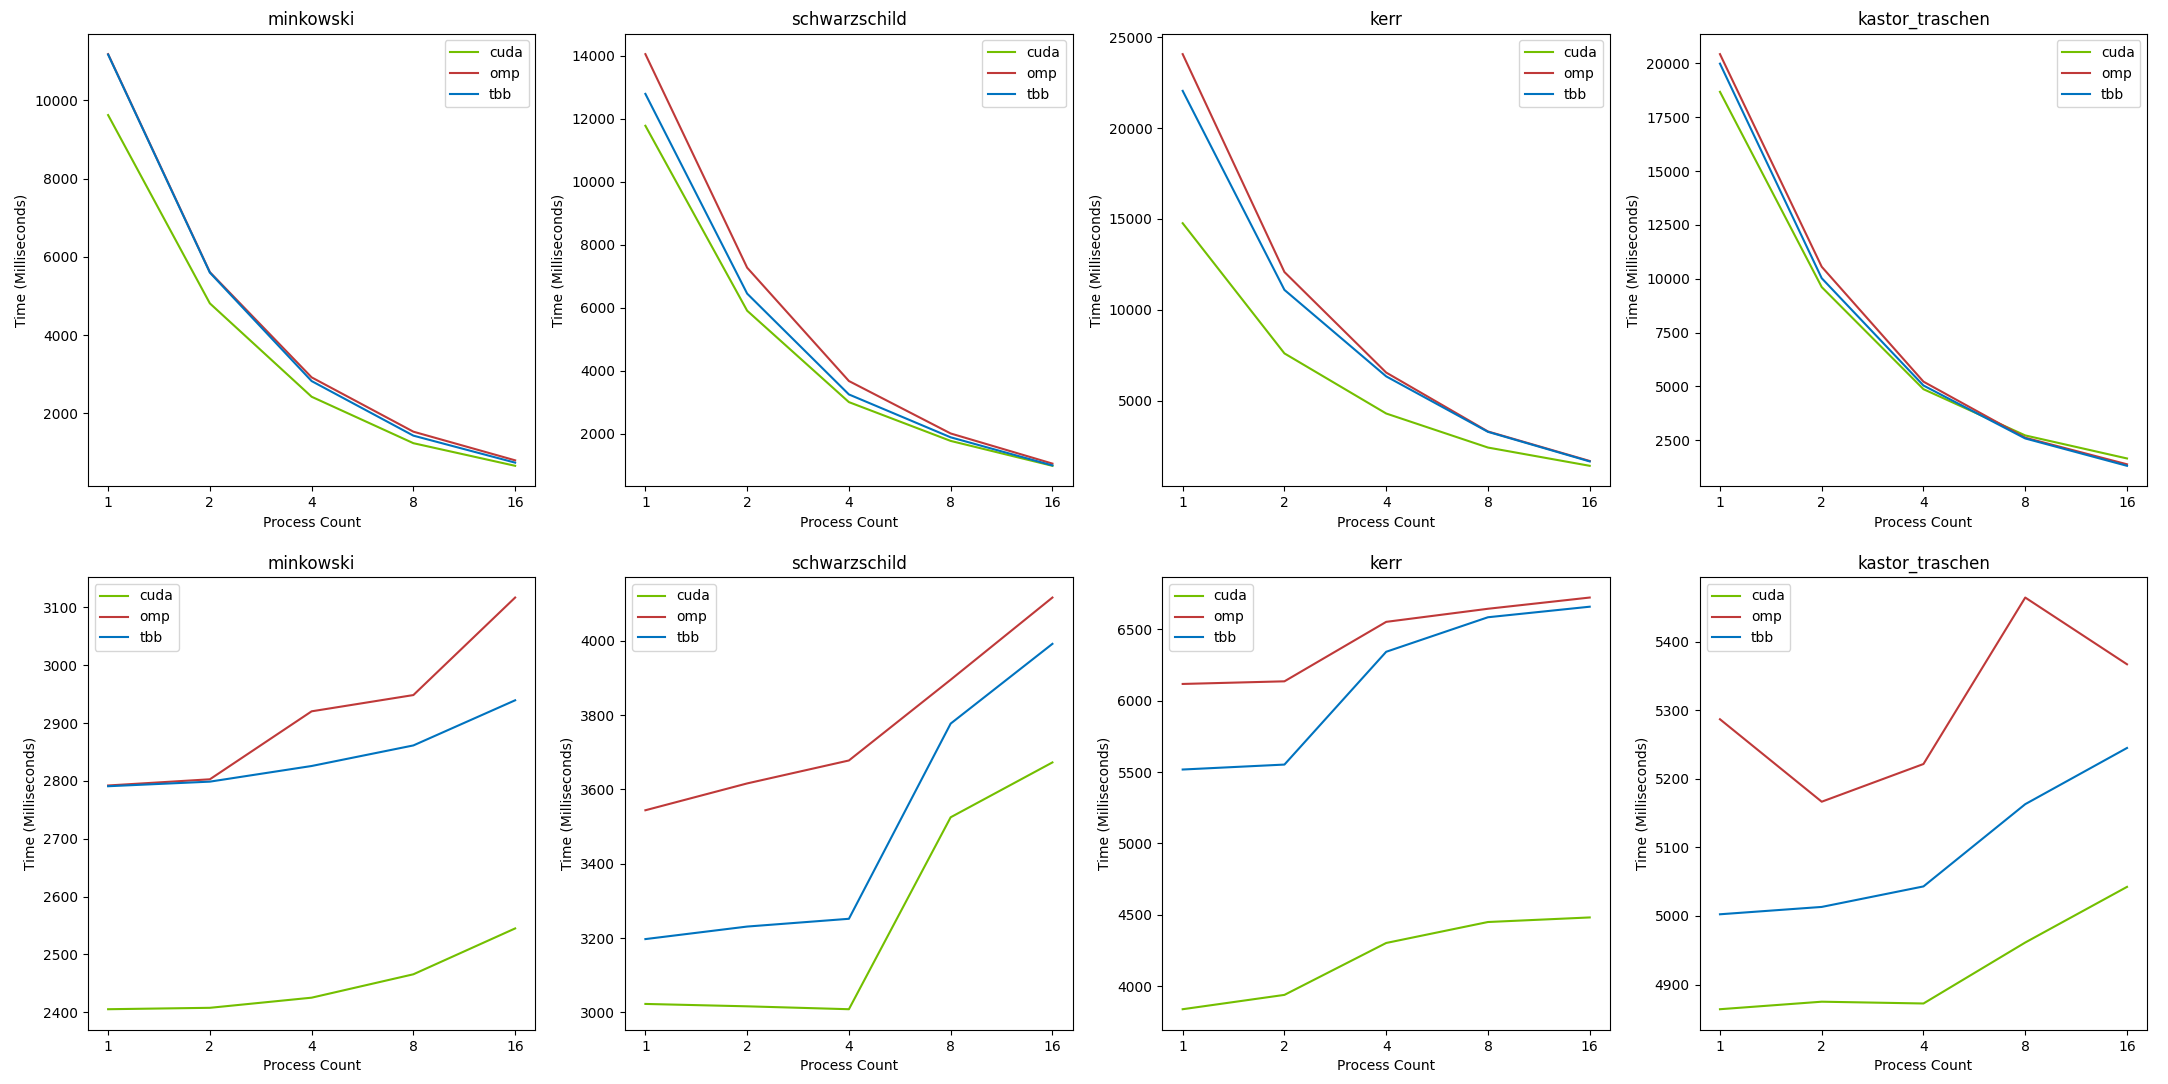 minkowski
10000
8000
6000
4000
2000
Time (Milliseconds)
cuda
omp
tbb
1 2 4 8 16
Process Count
schwarzschild
14000
12000
10000
8000
6000
4000
2000
Time (Milliseconds)
cuda
omp
tbb
1 2 4 8 16
Process Count
kerr
25000
20000
15000
10000
5000
Time (Milliseconds)
cuda
omp
tbb
1 2 4 8 16
Process Count
kastor_traschen
20000
17500
15000
12500
10000
7500
5000
2500
Time (Milliseconds)
cuda
omp
tbb
1 2 4 8 16
Process Count
minkowski
3100
3000
2900
2800
2700
2600
2500
2400
Time (Milliseconds)
cuda
omp
tbb
1 2 4 8 16
Process Count
schwarzschild
4000
3800
3600
3400
3200
3000
Time (Milliseconds)
cuda
omp
tbb
1 2 4 8 16
Process Count
kerr
6500
6000
5500
5000
4500
4000
Time (Milliseconds)
cuda
omp
tbb
1 2 4 8 16
Process Count
kastor_traschen
5400
5300
5200
5100
5000
4900
Time (Milliseconds)
cuda
omp
tbb
1 2 4 8 16
Process Count